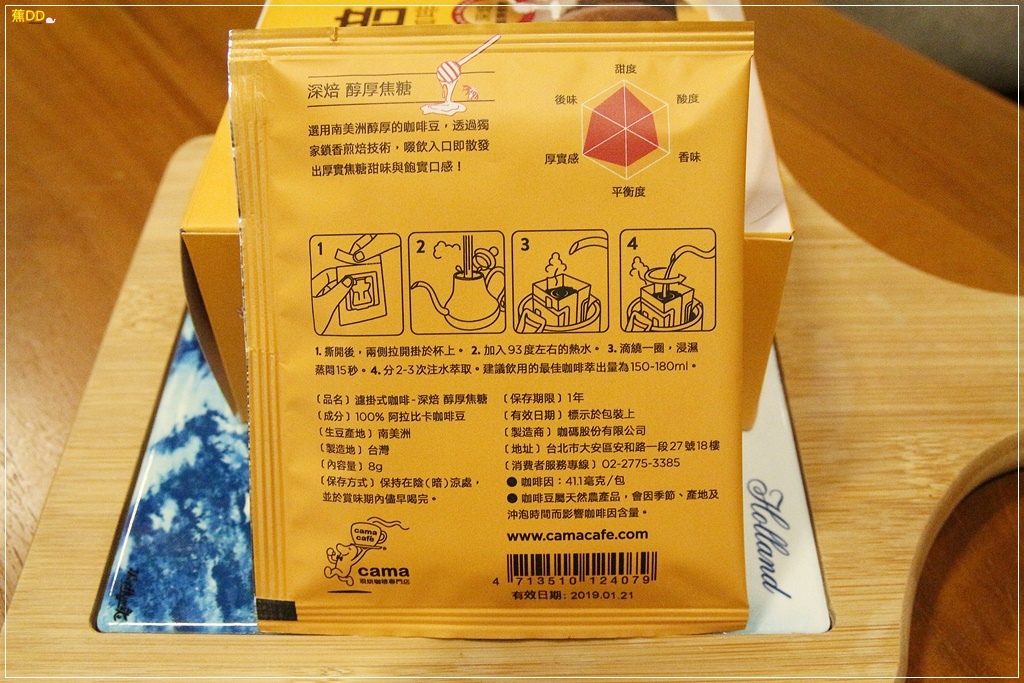 蕉DD
深焙 醇厚焦糖
選用南美洲醇厚的咖啡豆，透過獨
家鎖香煎焙技術，啜飲入口即散發
出厚實焦糖甜味與飽實口感！
甜度
後味
酸度
厚實感
香味
平衡度
1
2
3
4
1. 撕開後，兩側拉開掛於杯上。 2. 加入93度左右的熱水。 3. 滴繞一圈，浸濕
蒸悶15秒。4. 分2-3次注水萃取。建議飲用的最佳咖啡萃出量為150-180ml。
〔品名〕濾掛式咖啡-深焙 醇厚焦糖
〔成分〕100% 阿拉比卡咖啡豆
〔生豆產地〕南美洲
〔製造地〕台灣
〔內容量〕8g
〔保存方式〕保持在陰(暗)涼處，
並於賞味期內儘早喝完。
〔保存期限〕1年
〔有效日期〕標示於包裝上
〔製造商〕咖碼股份有限公司
〔地址〕台北市大安區安和路一段27號18樓
〔消費者服務專線〕02-2775-3385
● 咖啡因：41.1毫克/包
● 咖啡豆屬天然農產品，會因季節、產地及
沖泡時間而影響咖啡因含量。
www.camacafe.com
cama
café
cama
現烘咖啡專門店
4 713510 124079
有效日期: 2019.01.21
Holland